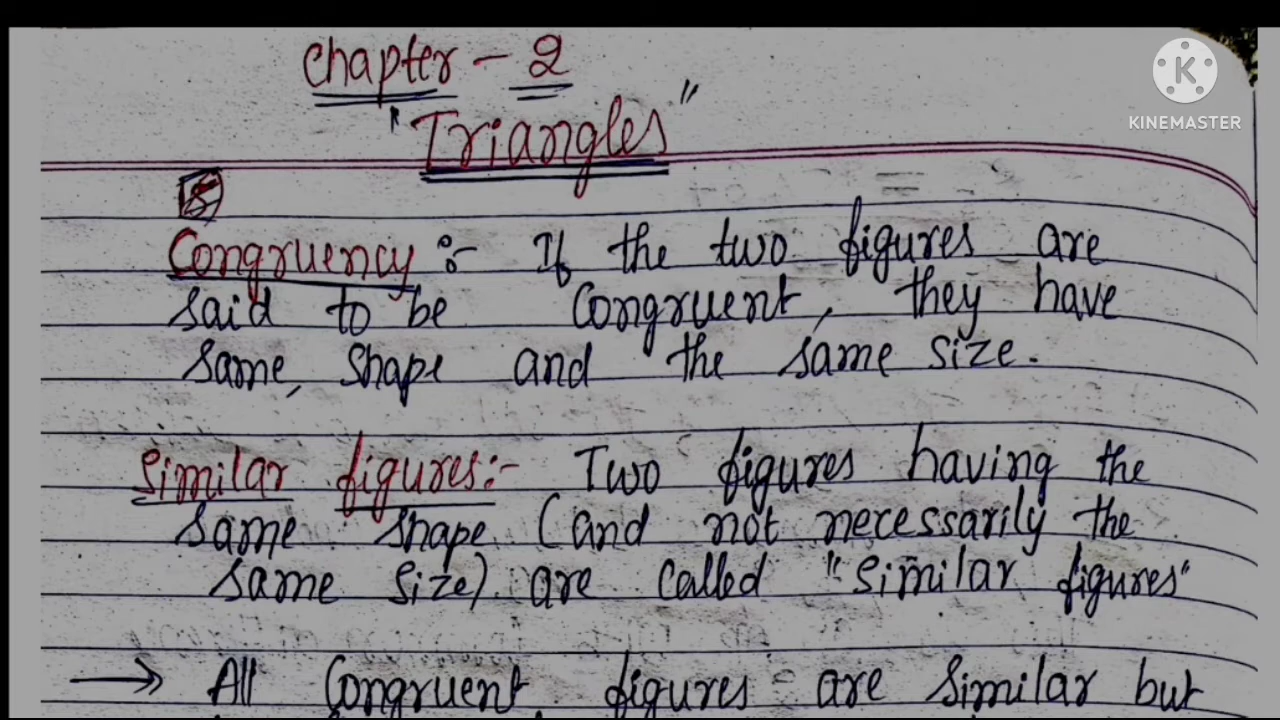 Chapter - 2
"Triangles"
KINEMASTER
Congruency :- If the two figures are
said to be congruent, they have
same, shape and the same size.
Similar figures:- Two figures having the
same shape (and not necessarily the
same size) are called "similar figures"
→ All Congruent figures are similar but